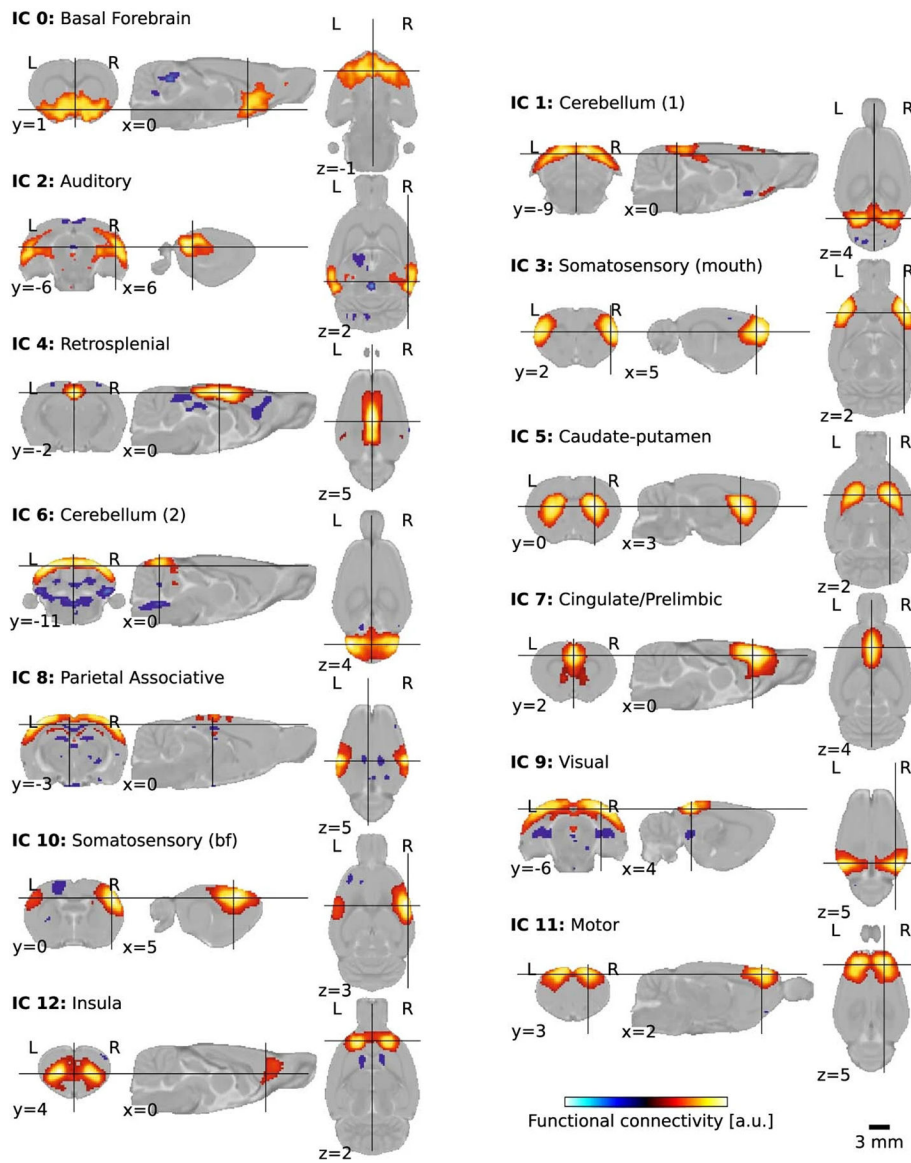 IC 0: Basal Forebrain
L R
L R
y=1 x=0
z=-1
IC 2: Auditory
L R
L R
y=-6 x=6
z=2
IC 4: Retrosplenial
L R
L R
y=-2 x=0
z=5
IC 6: Cerebellum (2)
L R
L R
y=-11 x=0
z=4
IC 8: Parietal Associative
L R
L R
y=-3 x=0
z=5
IC 10: Somatosensory (bf)
L R
L R
y=0 x=5
z=3
IC 12: Insula
L R
L R
y=4 x=0
z=2
IC 1: Cerebellum (1)
L R
L R
y=-9 x=0
z=4
IC 3: Somatosensory (mouth)
L R
L R
y=2 x=5
z=2
IC 5: Caudate-putamen
L R
L R
y=0 x=3
z=2
IC 7: Cingulate/Prelimbic
L R
L R
y=2 x=0
z=4
IC 9: Visual
L R
L R
y=-6 x=4
z=5
IC 11: Motor
L R
L R
y=3 x=2
z=5
Functional connectivity [a.u.]
3 mm